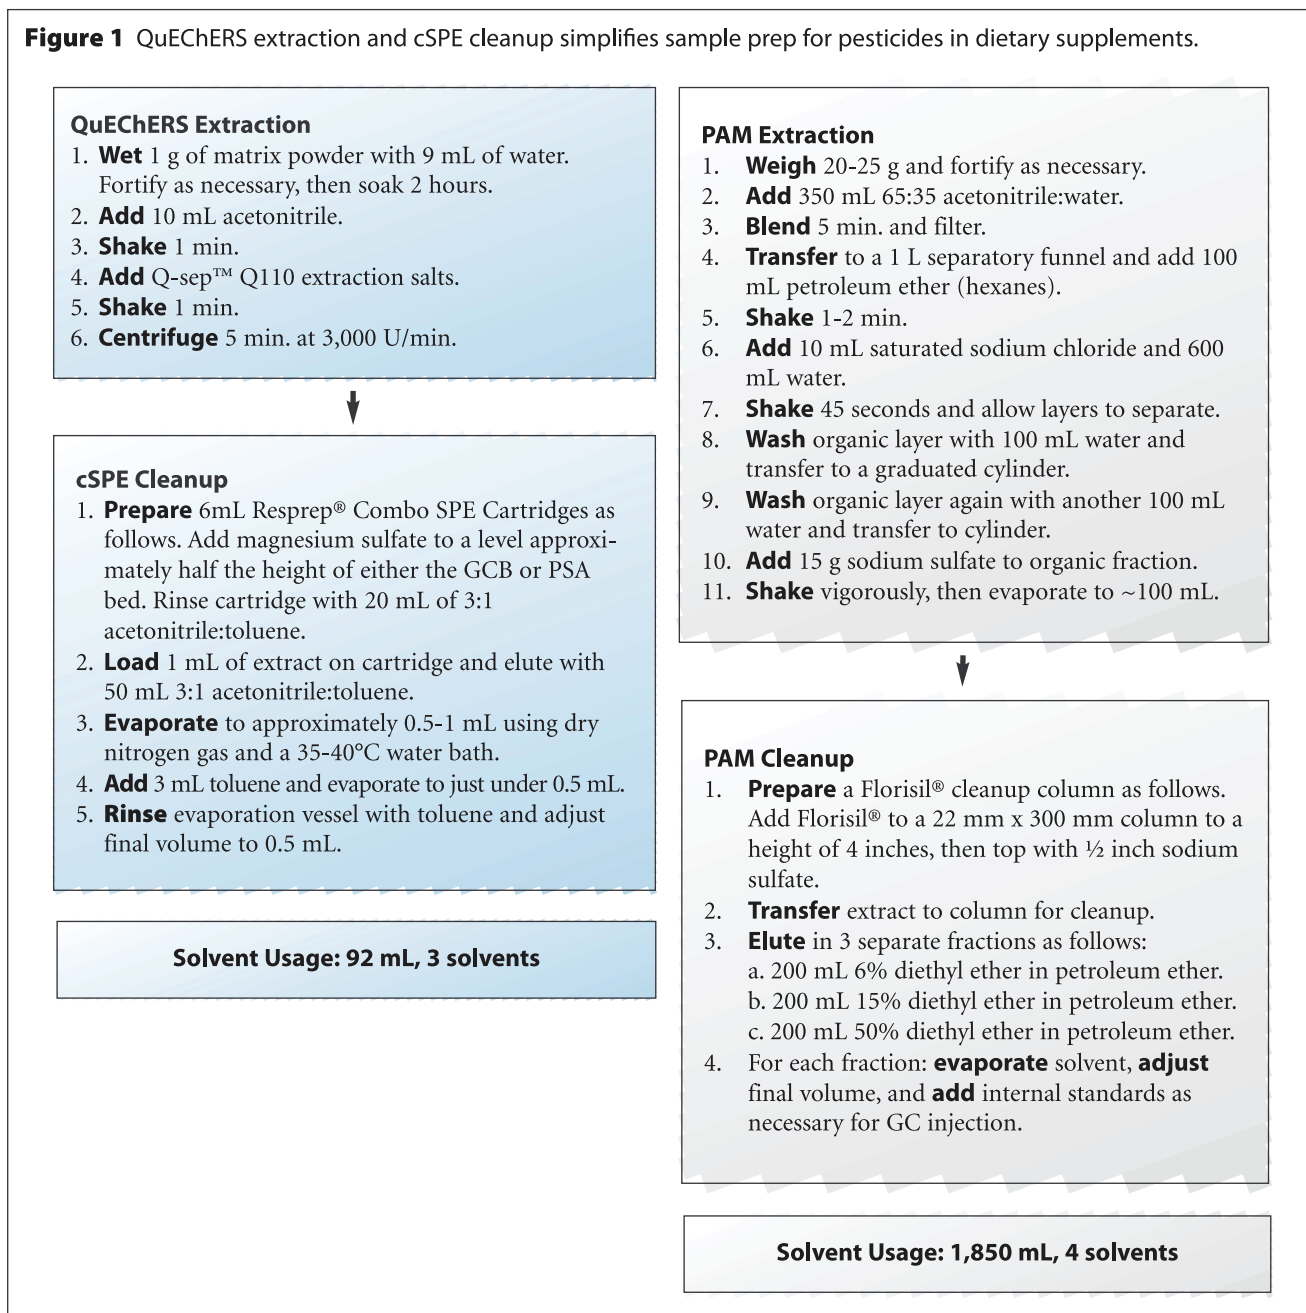 Figure 1 QuEChERS extraction and cSPE cleanup simplifies sample prep for pesticides in dietary supplements.
QuEChERS Extraction
1. Wet 1 g of matrix powder with 9 mL of water.
Fortify as necessary, then soak 2 hours.
2. Add 10 mL acetonitrile.
3. Shake 1 min.
4. Add Q-sep™ Q110 extraction salts.
5. Shake 1 min.
6. Centrifuge 5 min. at 3,000 U/min.
cSPE Cleanup
1. Prepare 6mL Resprep® Combo SPE Cartridges as
follows. Add magnesium sulfate to a level approxi-
mately half the height of either the GCB or PSA
bed. Rinse cartridge with 20 mL of 3:1
acetonitrile:toluene.
2. Load 1 mL of extract on cartridge and elute with
50 mL 3:1 acetonitrile:toluene.
3. Evaporate to approximately 0.5-1 mL using dry
nitrogen gas and a 35-40°C water bath.
4. Add 3 mL toluene and evaporate to just under 0.5 mL.
5. Rinse evaporation vessel with toluene and adjust
final volume to 0.5 mL.
Solvent Usage: 92 mL, 3 solvents
PAM Extraction
1. Weigh 20-25 g and fortify as necessary.
2. Add 350 mL 65:35 acetonitrile:water.
3. Blend 5 min. and filter.
4. Transfer to a 1 L separatory funnel and add 100
mL petroleum ether (hexanes).
5. Shake 1-2 min.
6. Add 10 mL saturated sodium chloride and 600
mL water.
7. Shake 45 seconds and allow layers to separate.
8. Wash organic layer with 100 mL water and
transfer to a graduated cylinder.
9. Wash organic layer again with another 100 mL
water and transfer to cylinder.
10. Add 15 g sodium sulfate to organic fraction.
11. Shake vigorously, then evaporate to ~100 mL.
PAM Cleanup
1. Prepare a Florisil® cleanup column as follows.
Add Florisil® to a 22 mm x 300 mm column to a
height of 4 inches, then top with ½ inch sodium
sulfate.
2. Transfer extract to column for cleanup.
3. Elute in 3 separate fractions as follows:
a. 200 mL 6% diethyl ether in petroleum ether.
b. 200 mL 15% diethyl ether in petroleum ether.
c. 200 mL 50% diethyl ether in petroleum ether.
4. For each fraction: evaporate solvent, adjust
final volume, and add internal standards as
necessary for GC injection.
Solvent Usage: 1,850 mL, 4 solvents